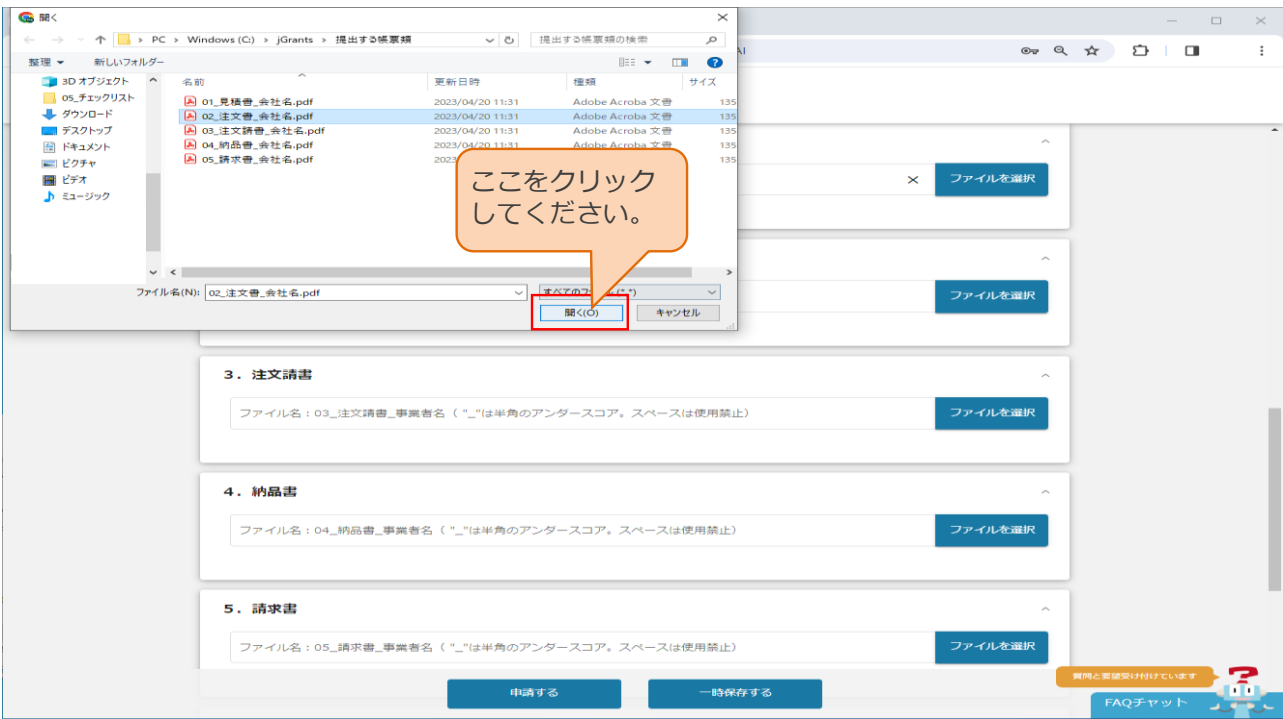 開く
PC › Windows (C:) › jGrants › 提出する帳票類
提出する帳票類の検索
整理
新しいフォルダー
3D オブジェクト
05_チェックリスト
ダウンロード
デスクトップ
ドキュメント
ピクチャ
ビデオ
ミュージック
名前 更新日時 種類 サイズ
01_見積書_会社名.pdf 2023/04/20 11:31 Adobe Acroba 文書 135
02_注文書_会社名.pdf 2023/04/20 11:31 Adobe Acroba 文書 135
03_注文請書_会社名.pdf 2023/04/20 11:31 Adobe Acroba 文書 135
04_納品書_会社名.pdf 2023/04/20 11:31 Adobe Acroba 文書 135
05_請求書_会社名.pdf 2023 135
ここをクリック
してください。
ファイル名(N): 02_注文書_会社名.pdf
開く(O) キャンセル
ファイルを選択
ファイルを選択
3．注文請書
ファイル名：03_注文請書_事業者名（ "_"は半角のアンダースコア。スペースは使用禁止）
ファイルを選択
4．納品書
ファイル名：04_納品書_事業者名（ "_"は半角のアンダースコア。スペースは使用禁止）
ファイルを選択
5．請求書
ファイル名：05_請求書_事業者名（ "_"は半角のアンダースコア。スペースは使用禁止）
ファイルを選択
申請する 一時保存する
質問と要望受け付けています
FAQチャット